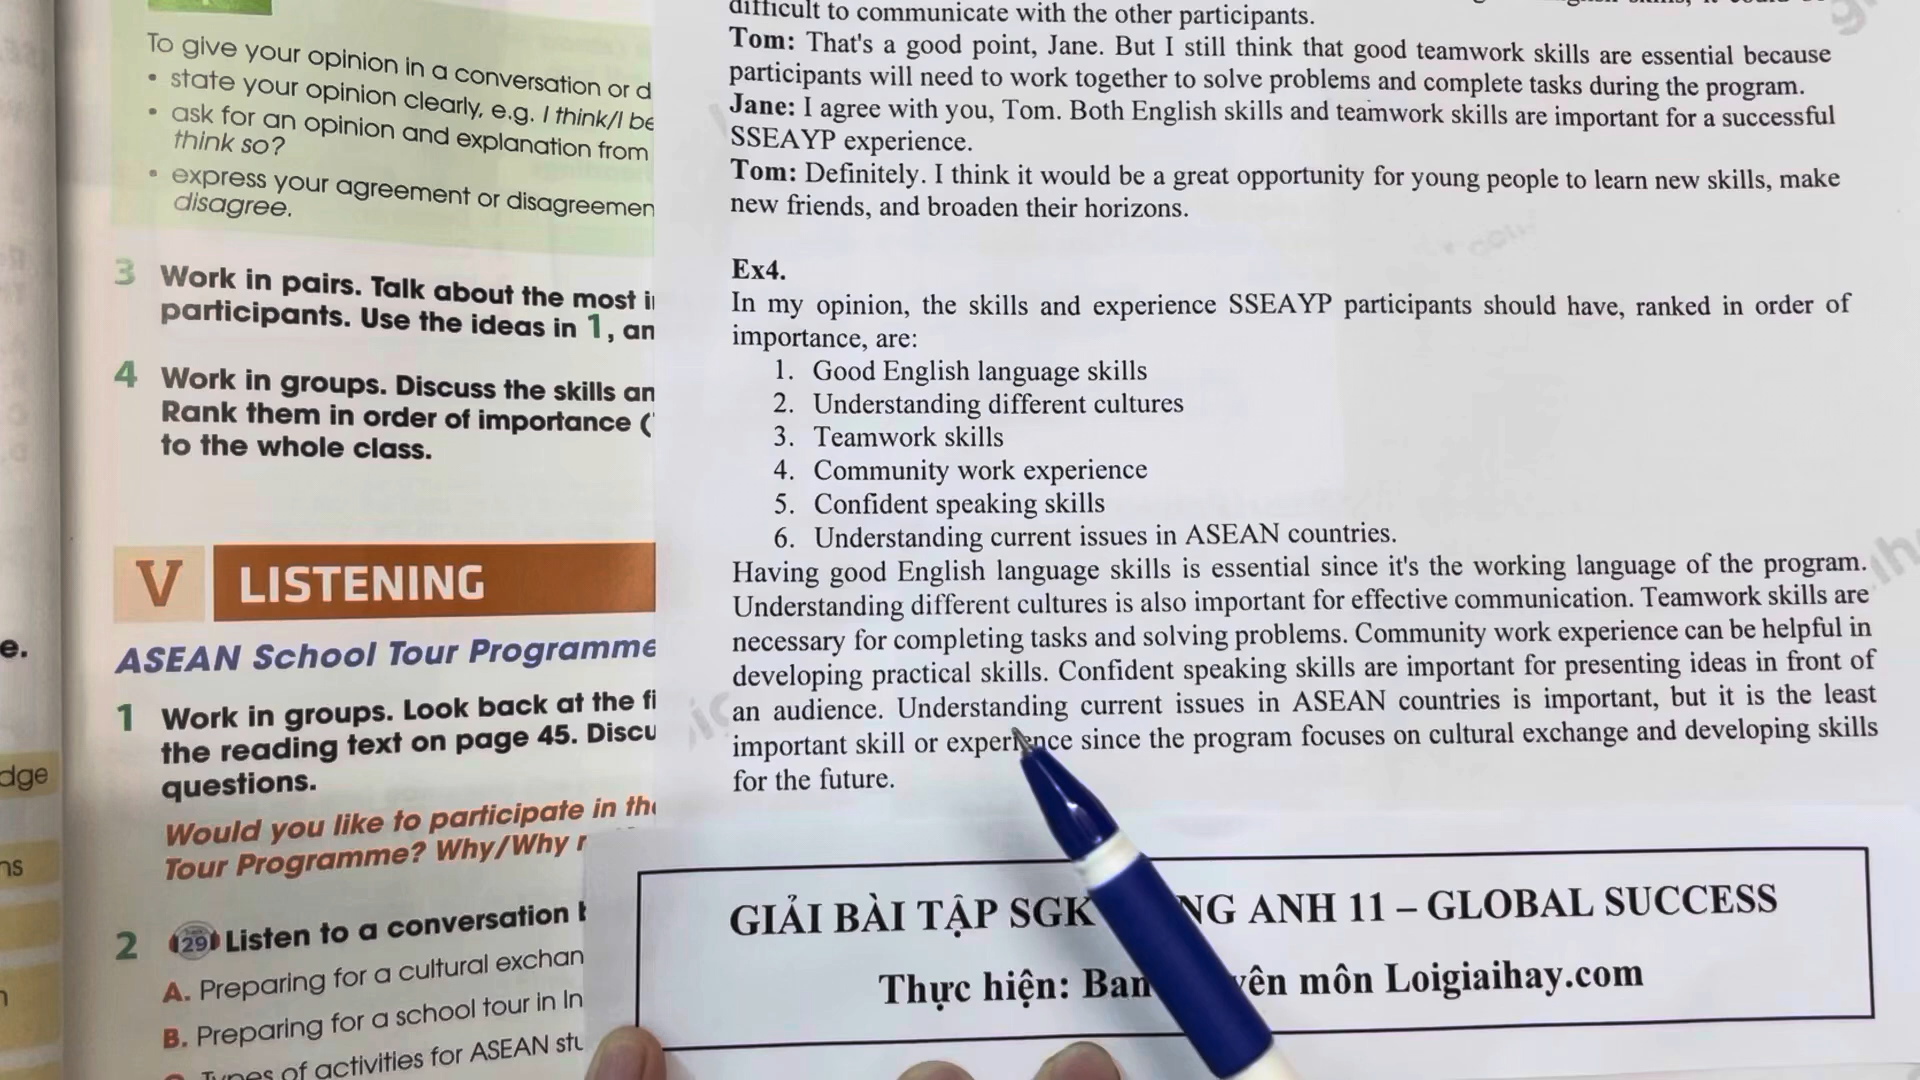 To give your opinion in a conversation or d
• state your opinion clearly, e.g. I think/I be
• ask for an opinion and explanation from
think so?
• express your agreement or disagreemen
disagree.
3 Work in pairs. Talk about the most i
participants. Use the ideas in 1, an
4 Work in groups. Discuss the skills an
Rank them in order of importance (
to the whole class.
V LISTENING
ASEAN School Tour Programme
1 Work in groups. Look back at the fi
the reading text on page 45. Discu
questions.
Would you like to participate in the
Tour Programme? Why/Why
2 29 Listen to a conversation
A. Preparing for a cultural exchan
B. Preparing for a school tour in In
Types of activities for ASEAN stu
e.
dge
ns
difficult to communicate with the other participants.
Tom: That's a good point, Jane. But I still think that good teamwork skills are essential because
participants will need to work together to solve problems and complete tasks during the program.
Jane: I agree with you, Tom. Both English skills and teamwork skills are important for a successful
SSEAYP experience.
Tom: Definitely. I think it would be a great opportunity for young people to learn new skills, make
new friends, and broaden their horizons.
Ex4.
In my opinion, the skills and experience SSEAYP participants should have, ranked in order of
importance, are:
1. Good English language skills
2. Understanding different cultures
3. Teamwork skills
4. Community work experience
5. Confident speaking skills
6. Understanding current issues in ASEAN countries.
Having good English language skills is essential since it's the working language of the program.
Understanding different cultures is also important for effective communication. Teamwork skills are
necessary for completing tasks and solving problems. Community work experience can be helpful in
developing practical skills. Confident speaking skills are important for presenting ideas in front of
an audience. Understanding current issues in ASEAN countries is important, but it is the least
important skill or experience since the program focuses on cultural exchange and developing skills
for the future.
GIẢI BÀI TẬP SGK NG ANH 11 – GLOBAL SUCCESS
Thực hiện: Ban yên môn Loigiaihay.com